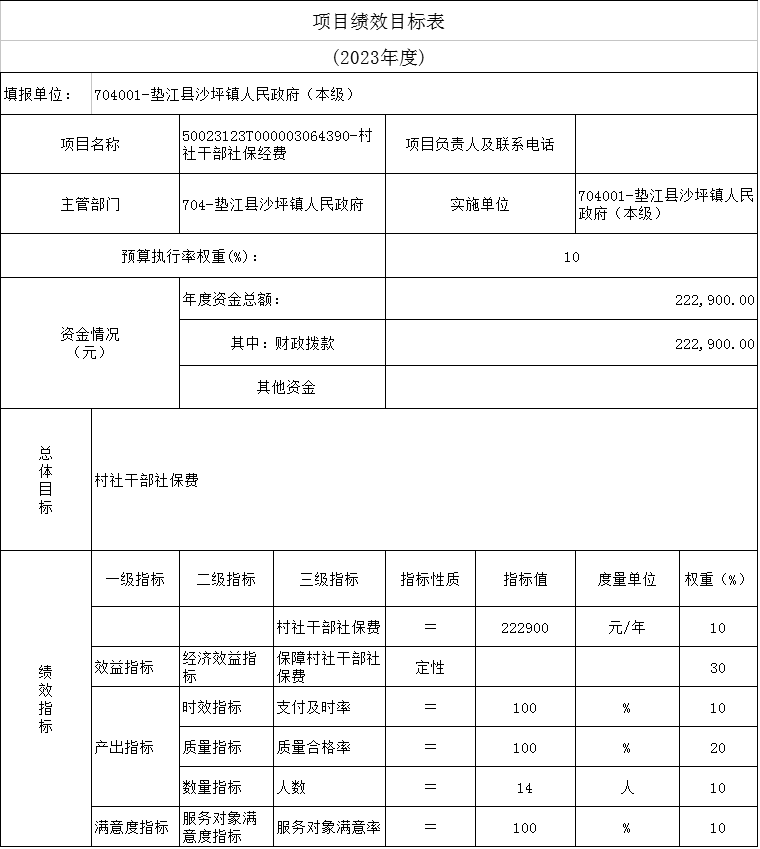 项目绩效目标表
(2023年度)
填报单位： 704001-垫江县沙坪镇人民政府（本级）
项目名称 50023123T000003064390-村 项目负责人及联系电话
社干部社保经费
主管部门 704-垫江县沙坪镇人民政府 实施单位 704001-垫江县沙坪镇人民
政府（本级）
预算执行率权重(%)： 10
资金情况
（元）
年度资金总额： 222,900.00
其中：财政拨款 222,900.00
其他资金
总
体
目
标
村社干部社保费
绩
效
指
标
一级指标 二级指标 三级指标 指标性质 指标值 度量单位 权重（%）
村社干部社保费 ＝ 222900 元/年 10
效益指标 经济效益指 保障村社干部社 定性 30
标 保费
产出指标
时效指标 支付及时率 ＝ 100 % 10
质量指标 质量合格率 ＝ 100 % 20
数量指标 人数 ＝ 14 人 10
满意度指标 服务对象满 服务对象满意率 ＝ 100 % 10
意度指标